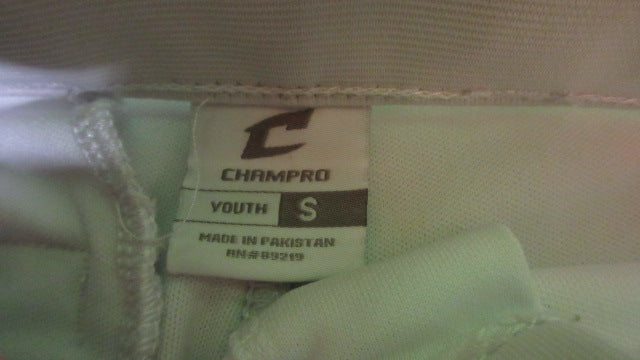 CHAMPRO
YOUTH S
MADE IN PAKISTAN
RN#89219